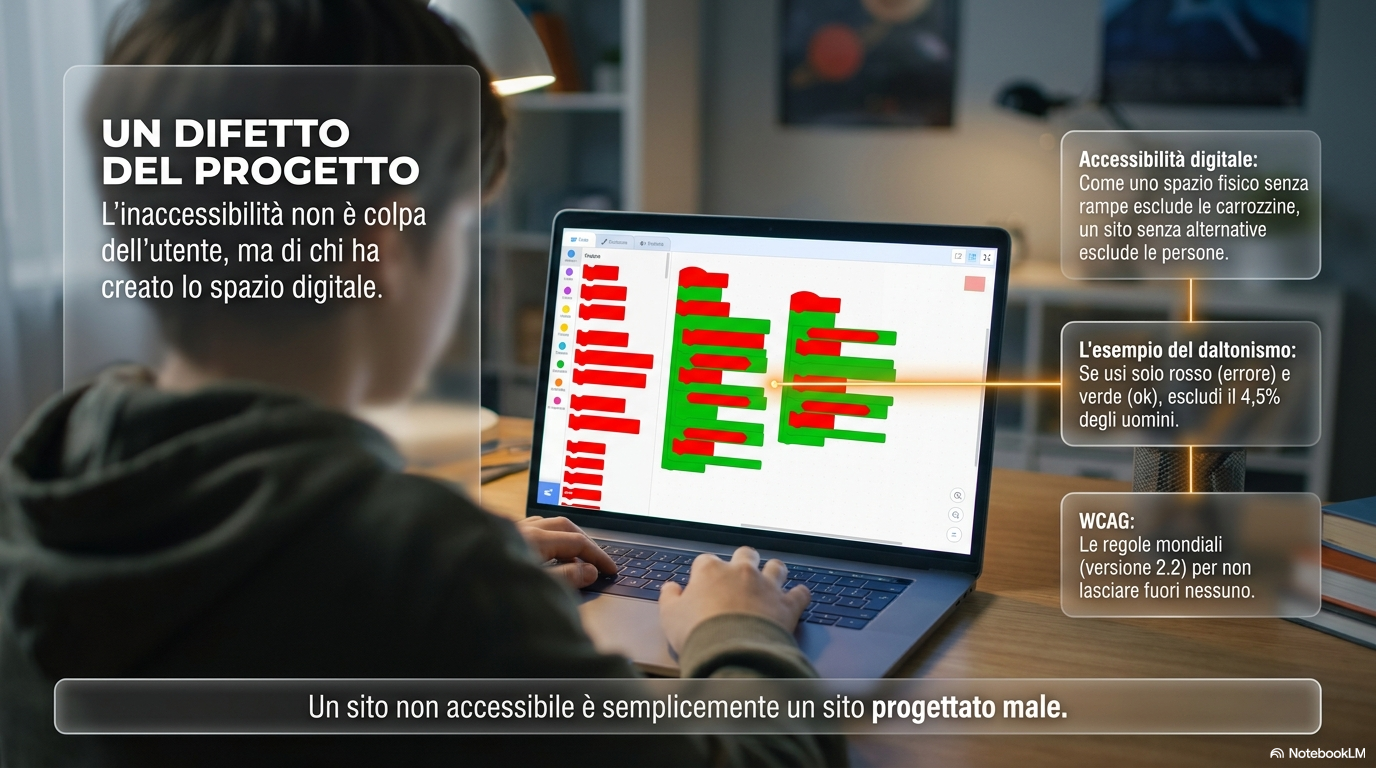 UN DIFETTO
DEL PROGETTO
L'inaccessibilità non è colpa
dell'utente, ma di chi ha
creato lo spazio digitale.
Accessibilità digitale:
Come uno spazio fisico senza
rampe esclude le carrozzine,
un sito senza alternative
esclude le persone.
L'esempio del daltonismo:
Se usi solo rosso (errore) e
verde (ok), escludi il 4,5%
degli uomini.
WCAG:
Le regole mondiali
(versione 2.2) per non
lasciare fuori nessuno.
Un sito non accessibile è semplicemente un sito progettato male.
NotebookLM